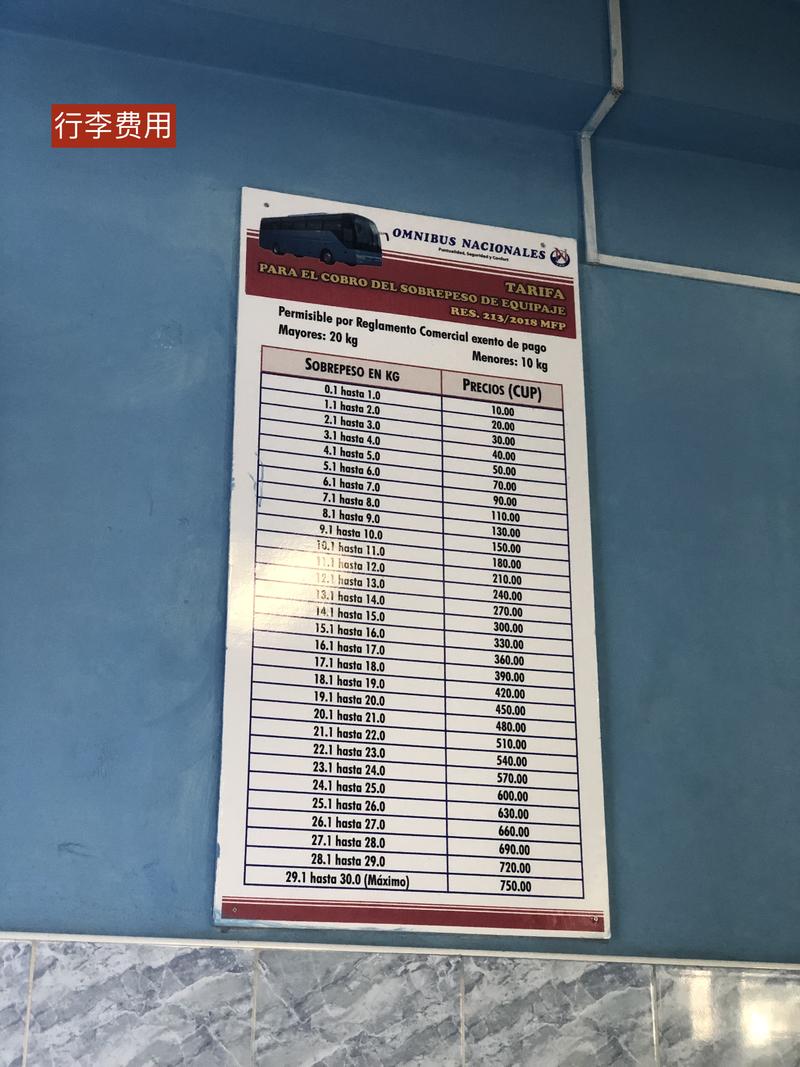 行李费用
OMNIBUS NACIONALES
Puntualidad, Seguridad y Confort
TARIFA
PARA EL COBRO DEL SOBREPESO DE EQUIPAJE
RES. 213/2018 MFP
Permisible por Reglamento Comercial exento de pago
Mayores: 20 kg Menores: 10 kg
SOBREPESO EN KG PRECIOS (CUP)
0.1 hasta 1.0 10.00
1.1 hasta 2.0 20.00
2.1 hasta 3.0 30.00
3.1 hasta 4.0 40.00
4.1 hasta 5.0 50.00
5.1 hasta 6.0 70.00
6.1 hasta 7.0 90.00
7.1 hasta 8.0 110.00
8.1 hasta 9.0 130.00
9.1 hasta 10.0 150.00
10.1 hasta 11.0 180.00
11.1 hasta 12.0 210.00
12.1 hasta 13.0 240.00
13.1 hasta 14.0 270.00
14.1 hasta 15.0 300.00
15.1 hasta 16.0 330.00
16.1 hasta 17.0 360.00
17.1 hasta 18.0 390.00
18.1 hasta 19.0 420.00
19.1 hasta 20.0 450.00
20.1 hasta 21.0 480.00
21.1 hasta 22.0 510.00
22.1 hasta 23.0 540.00
23.1 hasta 24.0 570.00
24.1 hasta 25.0 600.00
25.1 hasta 26.0 630.00
26.1 hasta 27.0 660.00
27.1 hasta 28.0 690.00
28.1 hasta 29.0 720.00
29.1 hasta 30.0 (Máximo) 750.00